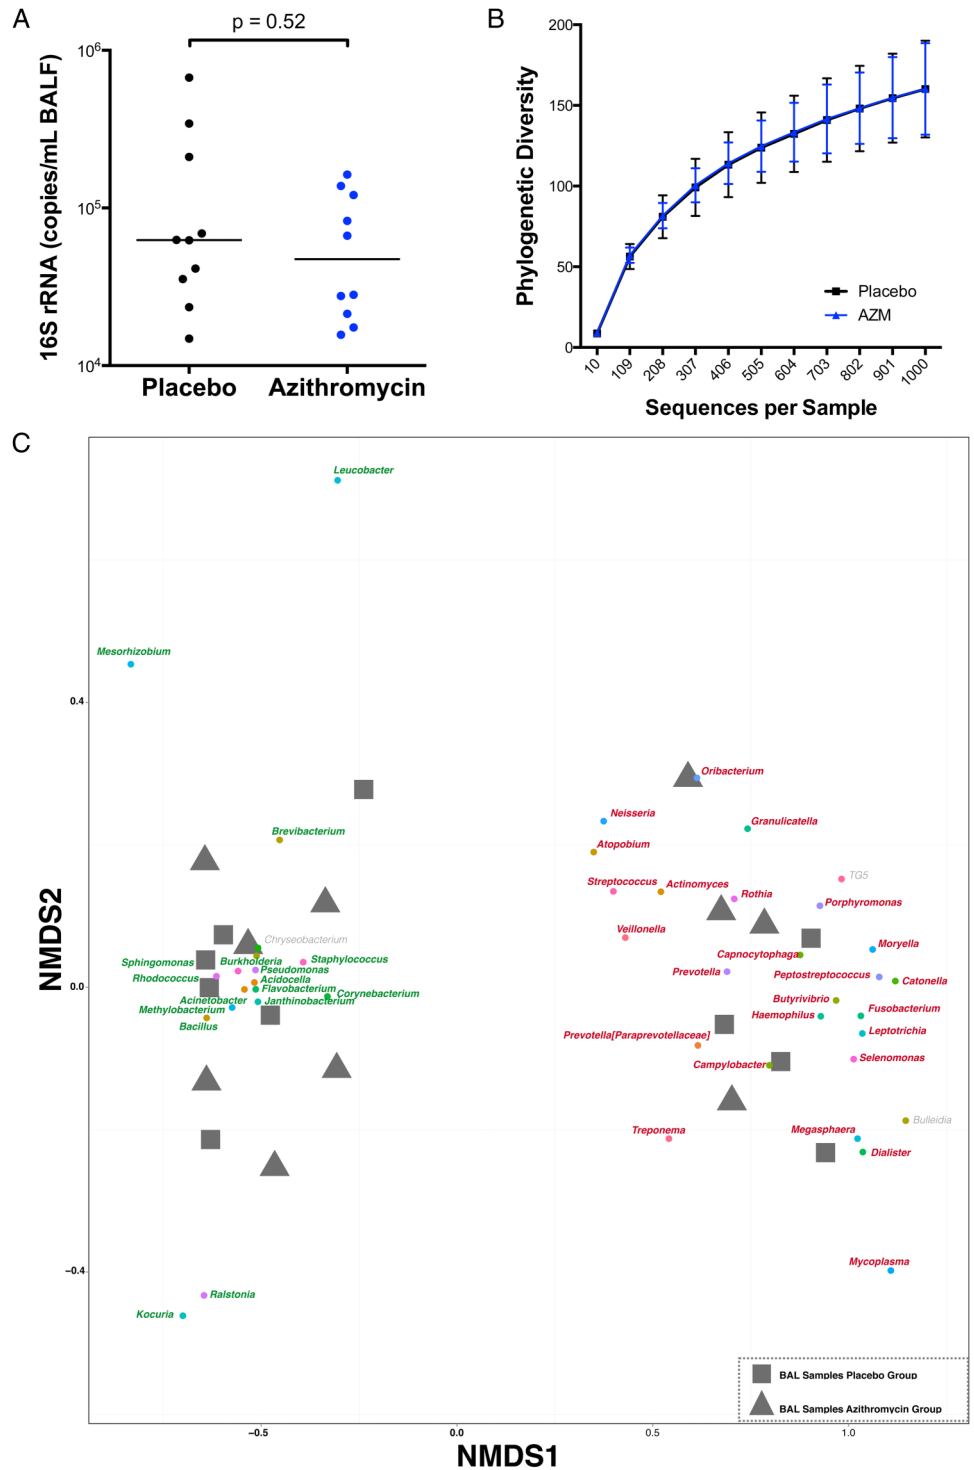 A
p = 0.52
16S rRNA (copies/mL BALF)
10^6
10^5
10^4
Placebo
Azithromycin
B
Phylogenetic Diversity
200
150
100
50
0
Placebo
AZM
10
109
208
307
406
505
604
703
802
901
1000
Sequences per Sample
C
Leucobacter
Mesorhizobium
0.4
Oribacterium
Neisseria
Granulicatella
Brevibacterium
Atopobium
TG5
Streptococcus
Actinomyces
Rothia
Porphyromonas
Veillonella
Chryseobacterium
Moryella
Capnocytophaga
Sphingomonas
Burkholderia
Staphylococcus
Pseudomonas
Prevotella
Peptostreptococcus
Rhodococcus
Acidocella
Catonella
NMDS2
0.0
Flavobacterium
Corynebacterium
Acinetobacter
Janthinobacterium
Butyrivibrio
Methylobacterium
Haemophilus
Fusobacterium
Bacillus
Leptotrichia
Prevotella[Paraprevotellaceae]
Selenomonas
Campylobacter
Bulleidia
Treponema
Megasphaera
Dialister
Mycoplasma
−0.4
Ralstonia
Kocuria
BAL Samples Placebo Group
BAL Samples Azithromycin Group
−0.5
0.0
0.5
1.0
NMDS1